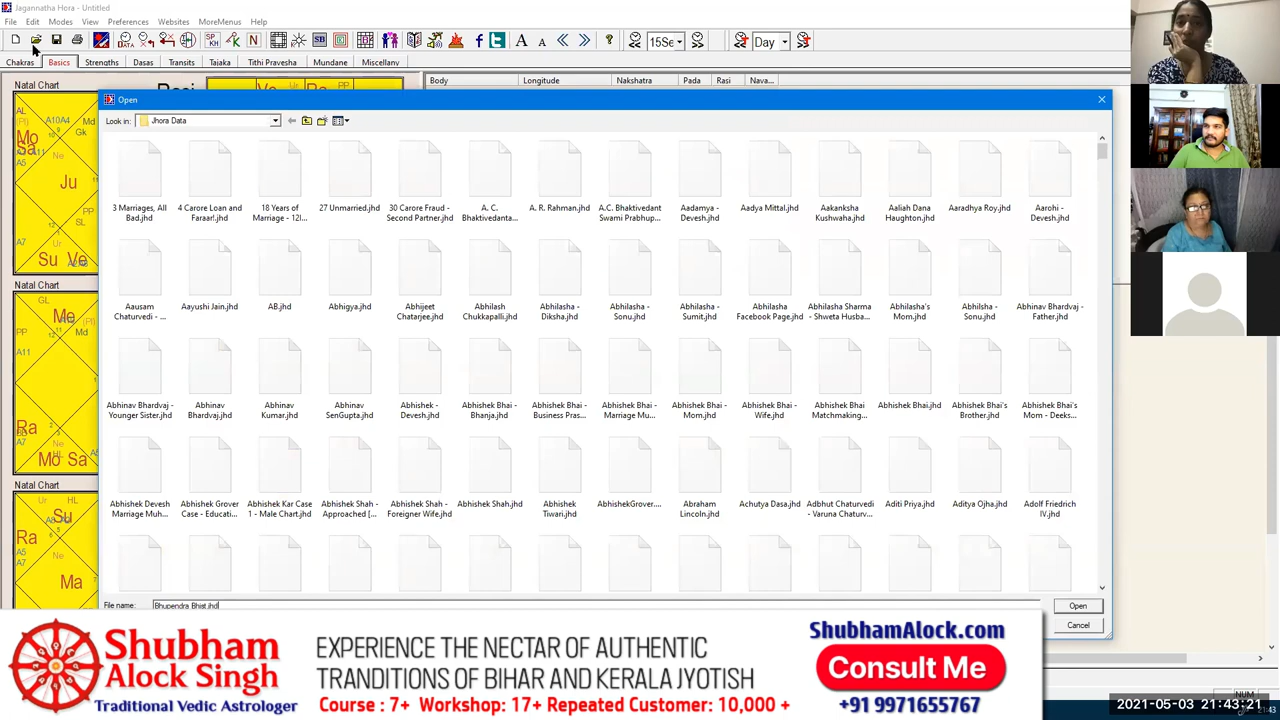 Jagannatha Hora - Untitled
File Edit Modes View Preferences Websites MoreMenus Help
15Se Day
Chakras Basics Strengths Dasas Transits Tajaka Tithi Pravesha Mundane Miscellany
Natal Chart
Body Longitude Nakshatra Pada Rasi Nava...
Open
Look in: Jhora Data
3 Marriages, All Bad.jhd
4 Carore Loan and Faraar!.jhd
18 Years of Marriage - 12l...
27 Unmarried.jhd
30 Carore Fraud - Second Partner.jhd
A. C. Bhaktivedanta...
A. R. Rahman.jhd
A.C. Bhaktivedant Swami Prabhup...
Aadamya - Devesh.jhd
Aadya Mittal.jhd
Aakanksha Kushwaha.jhd
Aaliah Dana Haughton.jhd
Aaradhya Roy.jhd
Aarohi - Devesh.jhd
Aausam Chaturvedi - ...
Aayushi Jain.jhd
AB.jhd
Abhigya.jhd
Abhijeet Chatarjee.jhd
Abhilash Chukkapalli.jhd
Abhilasha - Diksha.jhd
Abhilasha - Sonu.jhd
Abhilasha - Sumit.jhd
Abhilasha Facebook Page.jhd
Abhilasha Sharma - Shweta Husba...
Abhilasha's Mom.jhd
Abhilsha - Sonu.jhd
Abhinav Bhardvaj - Father.jhd
Abhinav Bhardvaj - Younger Sister.jhd
Abhinav Bhardvaj.jhd
Abhinav Kumar.jhd
Abhinav SenGupta.jhd
Abhishek - Devesh.jhd
Abhishek Bhai - Bhanja.jhd
Abhishek Bhai - Business Pras...
Abhishek Bhai - Marriage Mu...
Abhishek Bhai - Mom.jhd
Abhishek Bhai - Wife.jhd
Abhishek Bhai Matchmaking...
Abhishek Bhai.jhd
Abhishek Bhai's Brother.jhd
Abhishek Bhai's Mom - Deeks...
Abhishek Devesh Marriage Muh...
Abhishek Grover Case - Educati...
Abhishek Kar Case 1 - Male Chart.jhd
Abhishek Shah - Approached [...
Abhishek Shah - Foreigner Wife.jhd
Abhishek Shah.jhd
Abhishek Tiwari.jhd
AbhishekGrover....
Abraham Lincoln.jhd
Achutya Dasa.jhd
Adbhut Chaturvedi - Varuna Chaturv...
Aditi Priya.jhd
Aditya Ojha.jhd
Adolf Friedrich IV.jhd
File name: Bhupendra Bhist.jhd
Open
Cancel
Natal Chart
Natal Chart
Shubham Alock Singh
Traditional Vedic Astrologer
EXPERIENCE THE NECTAR OF AUTHENTIC
TRANDITIONS OF BIHAR AND KERALA JYOTISH
Course : 7+ Workshop: 17+ Repeated Customer: 10,000 +
ShubhamAlock.com
Consult Me
+91 9971655767
NUM
2021-05-03 21:43:21